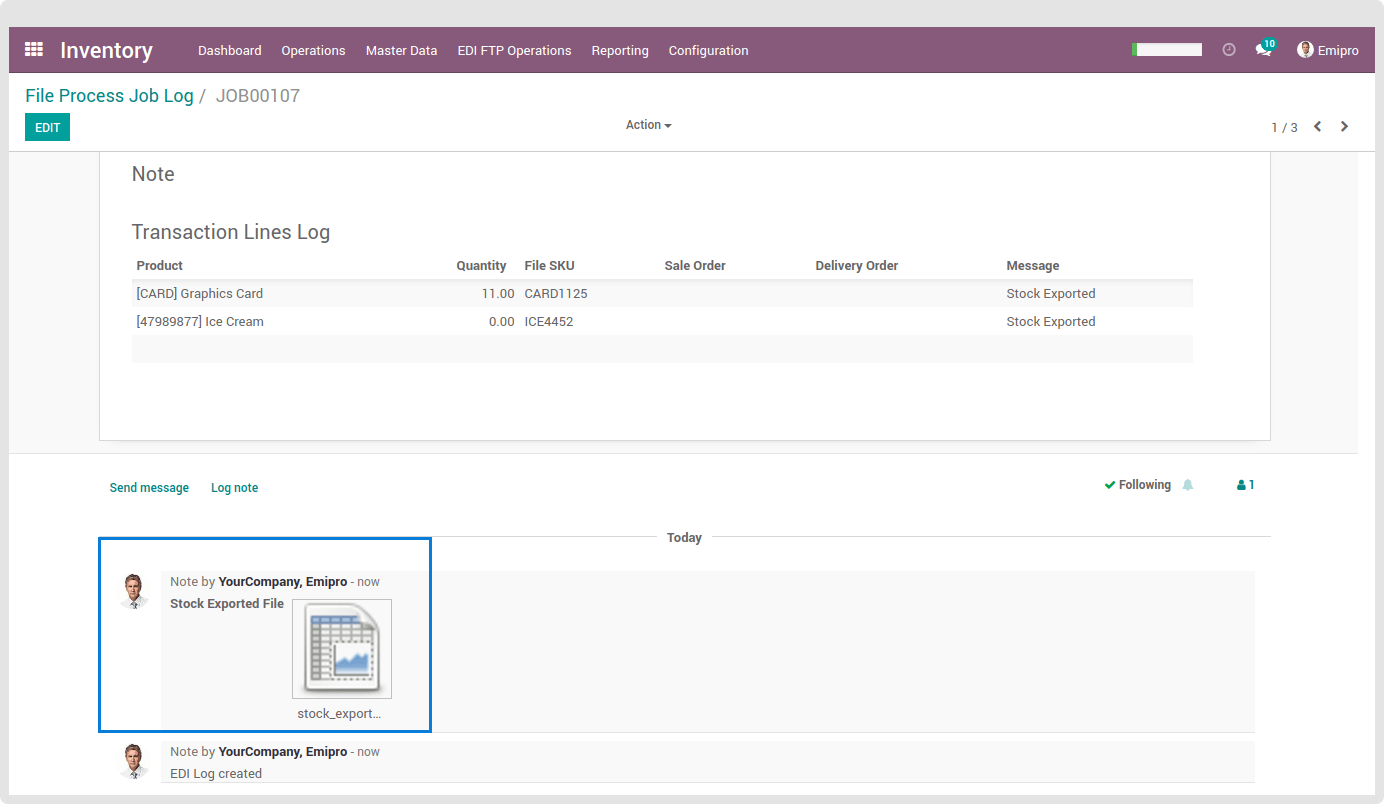 Inventory Dashboard Operations Master Data EDI FTP Operations Reporting Configuration 10 Emipro
File Process Job Log / JOB00107
EDIT Action 1 / 3
Note
Transaction Lines Log
Product Quantity File SKU Sale Order Delivery Order Message
[CARD] Graphics Card 11.00 CARD1125 Stock Exported
[47989877] Ice Cream 0.00 ICE4452 Stock Exported
Send message Log note Following 1
Today
Note by YourCompany, Emipro - now
Stock Exported File
stock_export...
Note by YourCompany, Emipro - now
EDI Log created